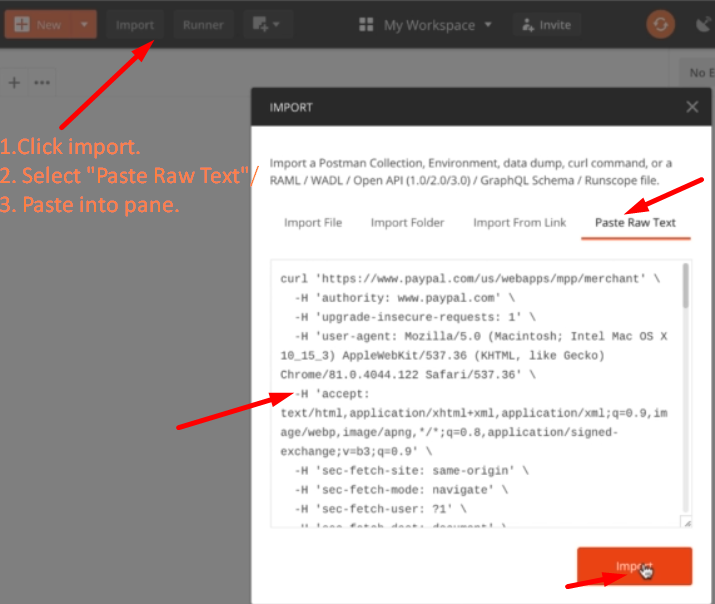 New
Import
Runner
My Workspace
Invite
No E
1.Click import.
2. Select "Paste Raw Text"/
3. Paste into pane.
IMPORT
Import a Postman Collection, Environment, data dump, curl command, or a
RAML / WADL / Open API (1.0/2.0/3.0) / GraphQL Schema / Runscope file.
Import File
Import Folder
Import From Link
Paste Raw Text
curl 'https://www.paypal.com/us/webapps/mpp/merchant' \
-H 'authority: www.paypal.com' \
-H 'upgrade-insecure-requests: 1' \
-H 'user-agent: Mozilla/5.0 (Macintosh; Intel Mac OS X
10_15_3) AppleWebKit/537.36 (KHTML, like Gecko)
Chrome/81.0.4044.122 Safari/537.36' \
-H 'accept:
text/html,application/xhtml+xml,application/xml;q=0.9,im
age/webp,image/apng,*/*;q=0.8,application/signed-
exchange;v=b3;q=0.9' \
-H 'sec-fetch-site: same-origin' \
-H 'sec-fetch-mode: navigate' \
-H 'sec-fetch-user: ?1' \
-H 'sec-fetch-dest: document' \
Import